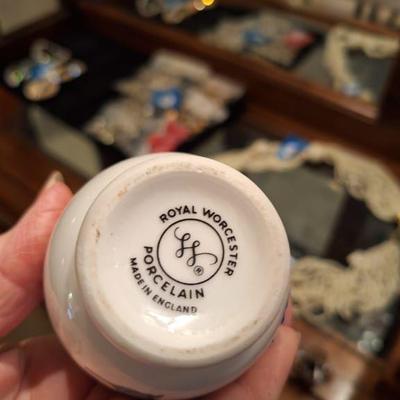 ROYAL WORCESTER
®
PORCELAIN
MADE IN ENGLAND